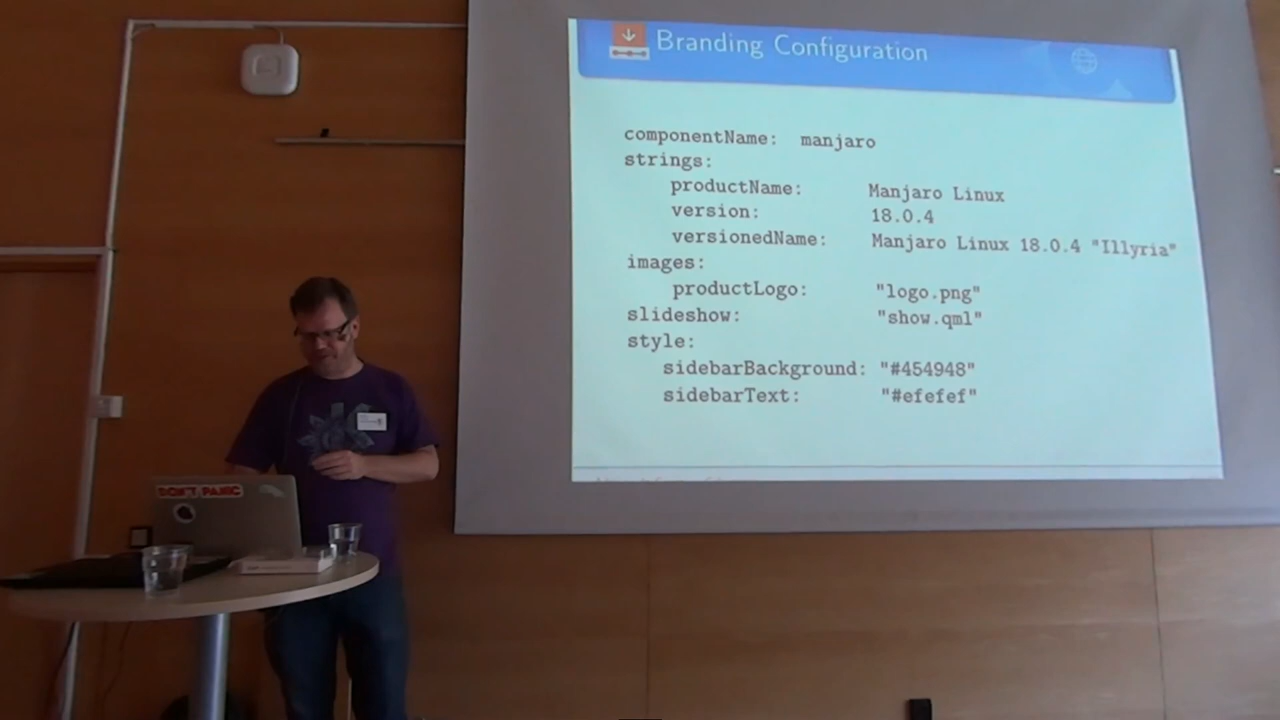 Branding Configuration
componentName: manjaro
strings:
productName: Manjaro Linux
version: 18.0.4
versionedName: Manjaro Linux 18.0.4 "Illyria"
images:
productLogo: "logo.png"
slideshow: "show.qml"
style:
sidebarBackground: "#454948"
sidebarText: "#efefef"
DON'T PANIC